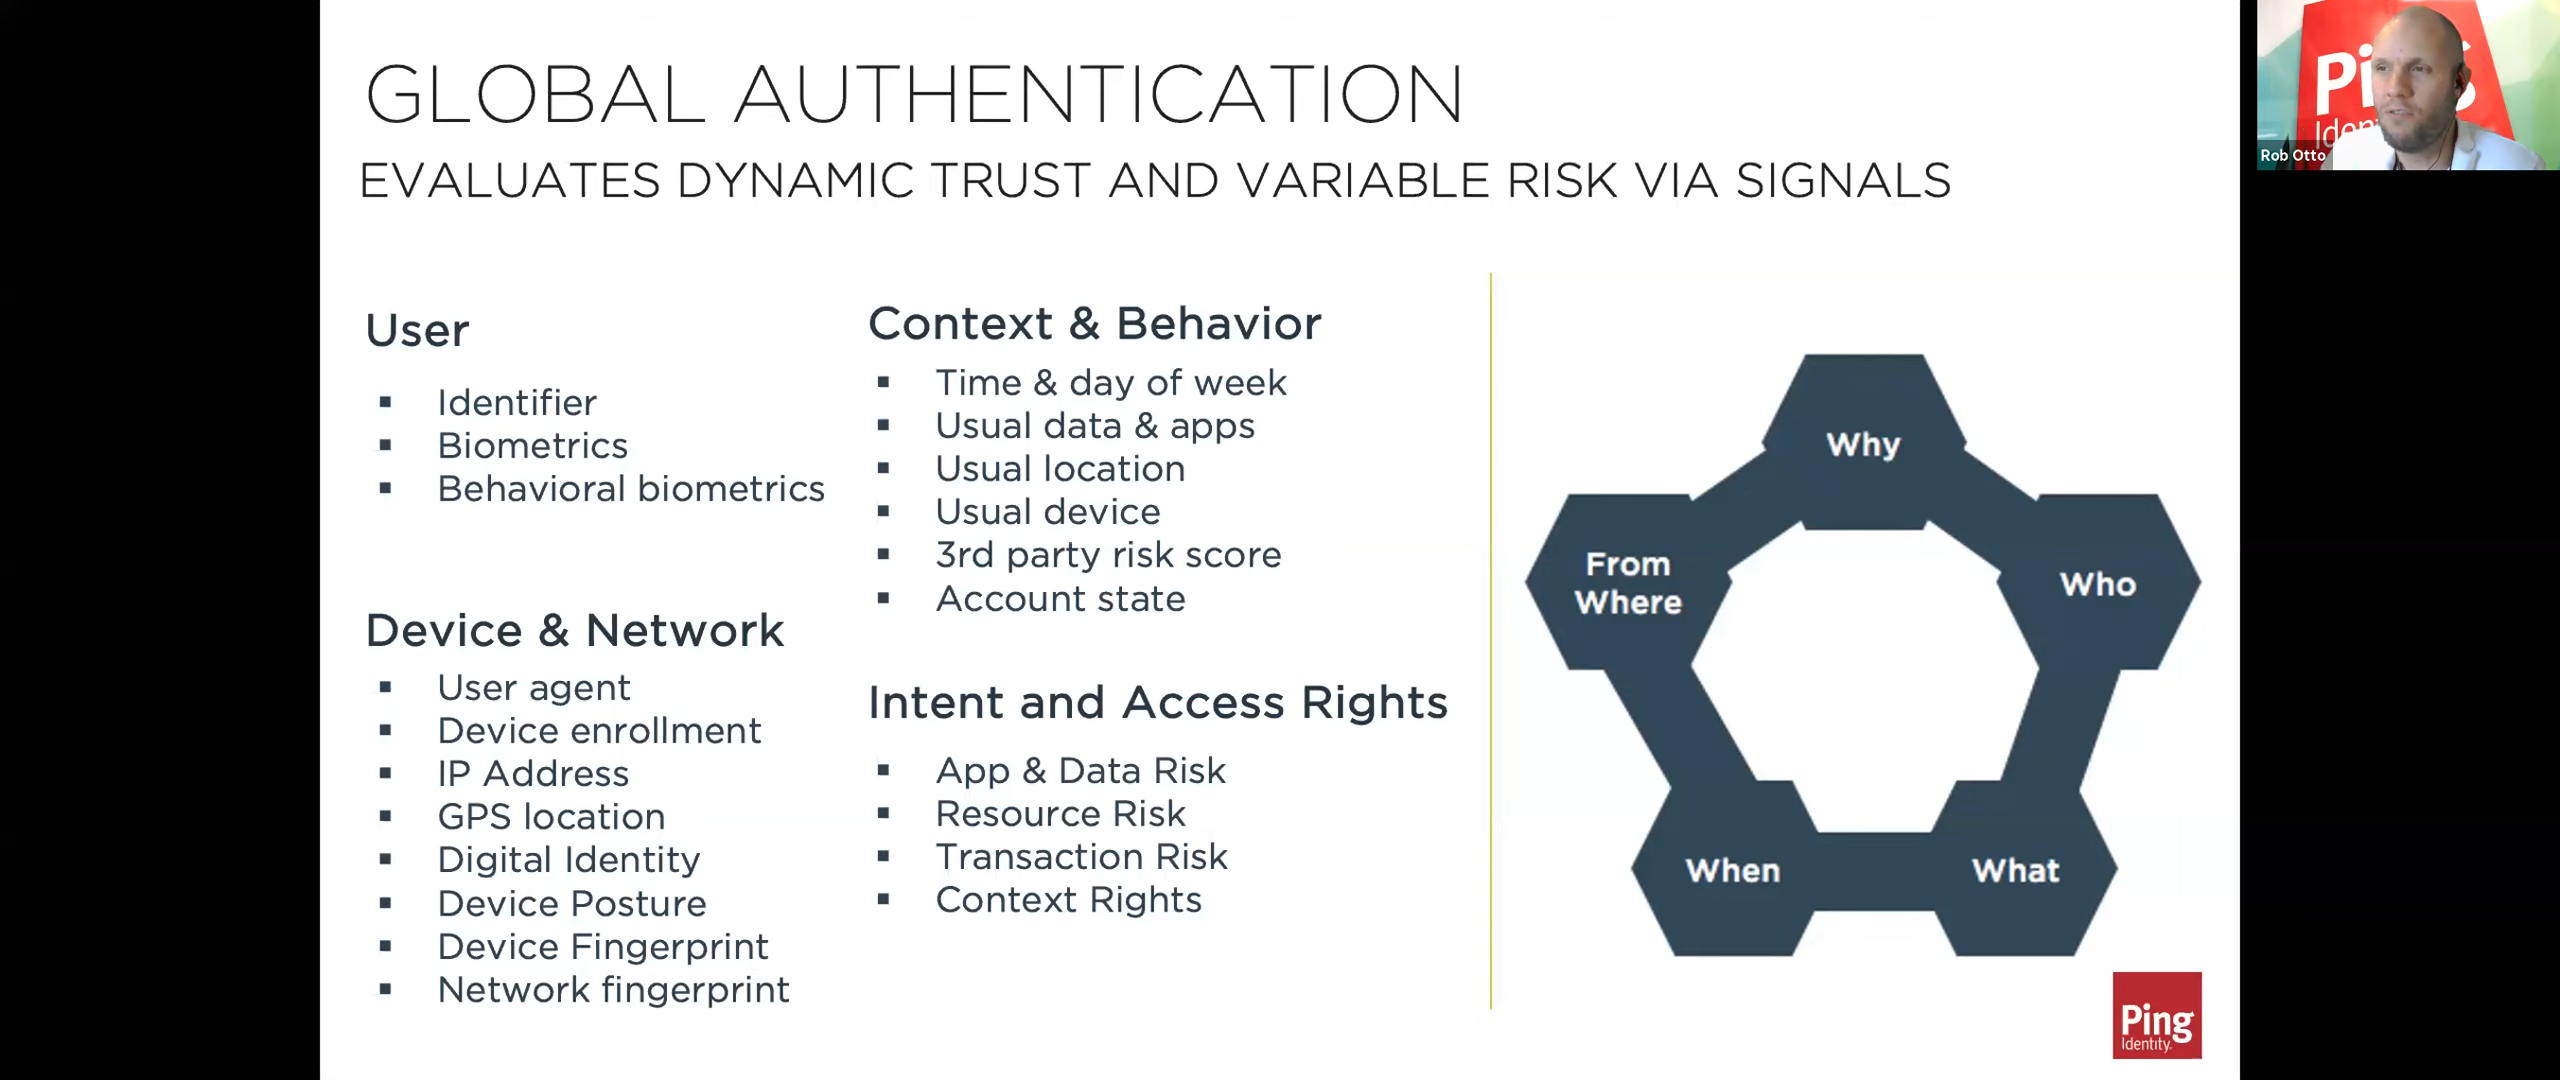 GLOBAL AUTHENTICATION
EVALUATES DYNAMIC TRUST AND VARIABLE RISK VIA SIGNALS
User
Identifier
Biometrics
Behavioral biometrics
Device & Network
User agent
Device enrollment
IP Address
GPS location
Digital Identity
Device Posture
Device Fingerprint
Network fingerprint
Context & Behavior
Time & day of week
Usual data & apps
Usual location
Usual device
3rd party risk score
Account state
Intent and Access Rights
App & Data Risk
Resource Risk
Transaction Risk
Context Rights
Why
From
Where
Who
When
What
Ping
Identity.
Rob Otto